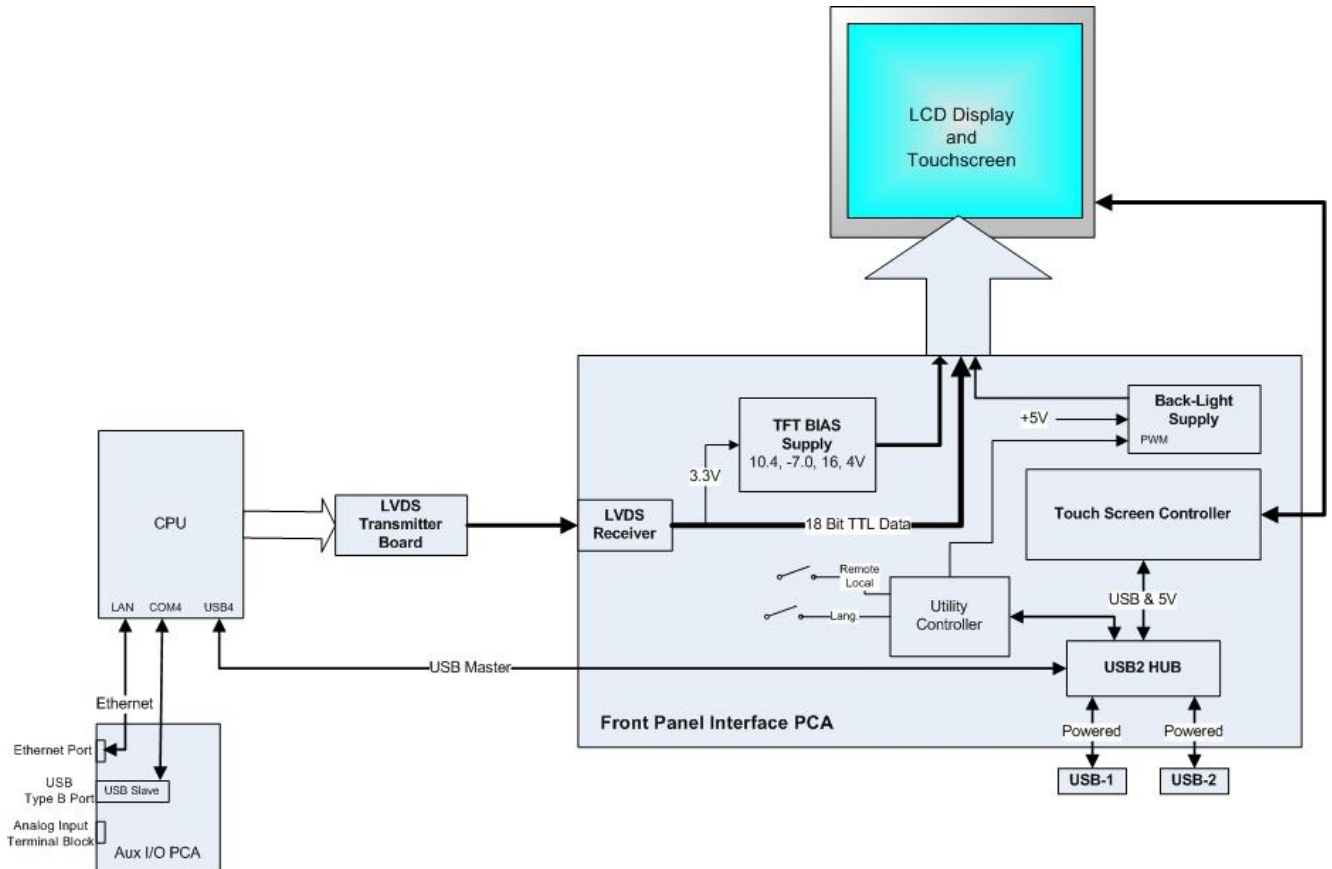 LCD Display
and
Touchscreen
Back-Light
Supply
+5V
PWM
TFT BIAS
Supply
10.4, -7.0, 16, 4V
3.3V
CPU
LVDS
Transmitter
Board
LVDS
Receiver
18 Bit TTL Data
Touch Screen Controller
Remote
Local
Lang.
Utility
Controller
USB & 5V
LAN COM4 USB4
USB Master
USB2 HUB
Ethernet
Front Panel Interface PCA
Powered
Powered
Ethernet Port
USB
Type B Port
USB Slave
USB-1
USB-2
Analog Input
Terminal Block
Aux I/O PCA